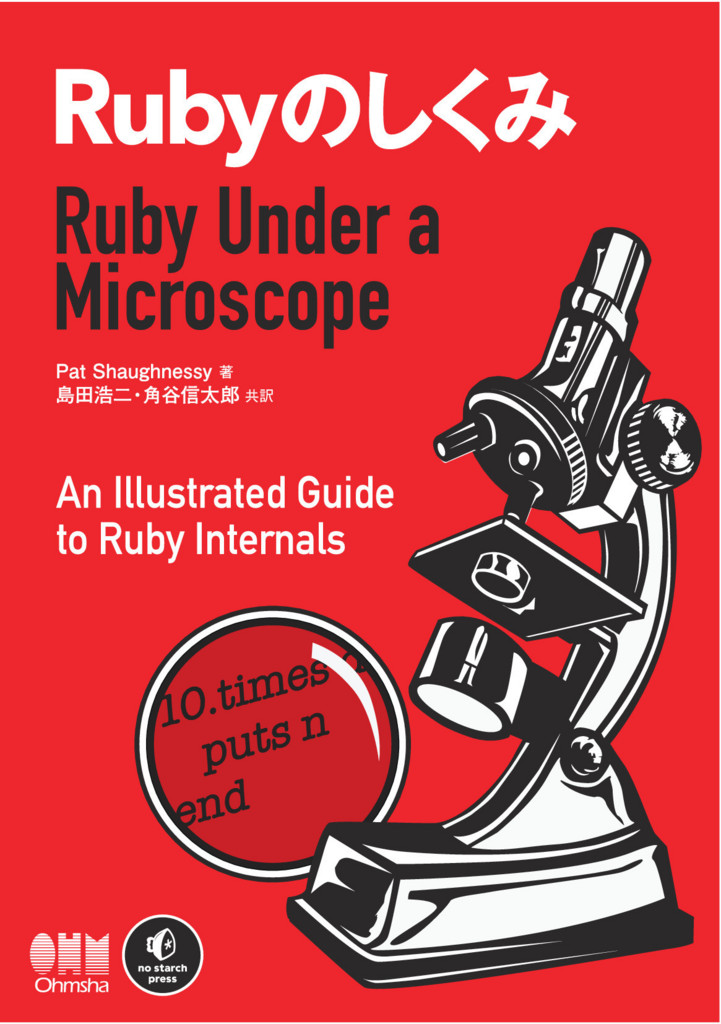 Rubyのしくみ
Ruby Under a
Microscope
Pat Shaughnessy 著
島田浩二・角谷信太郎 共訳
An Illustrated Guide
to Ruby Internals
10.times n
puts n
end
OHM
Ohmsha
no starch
press